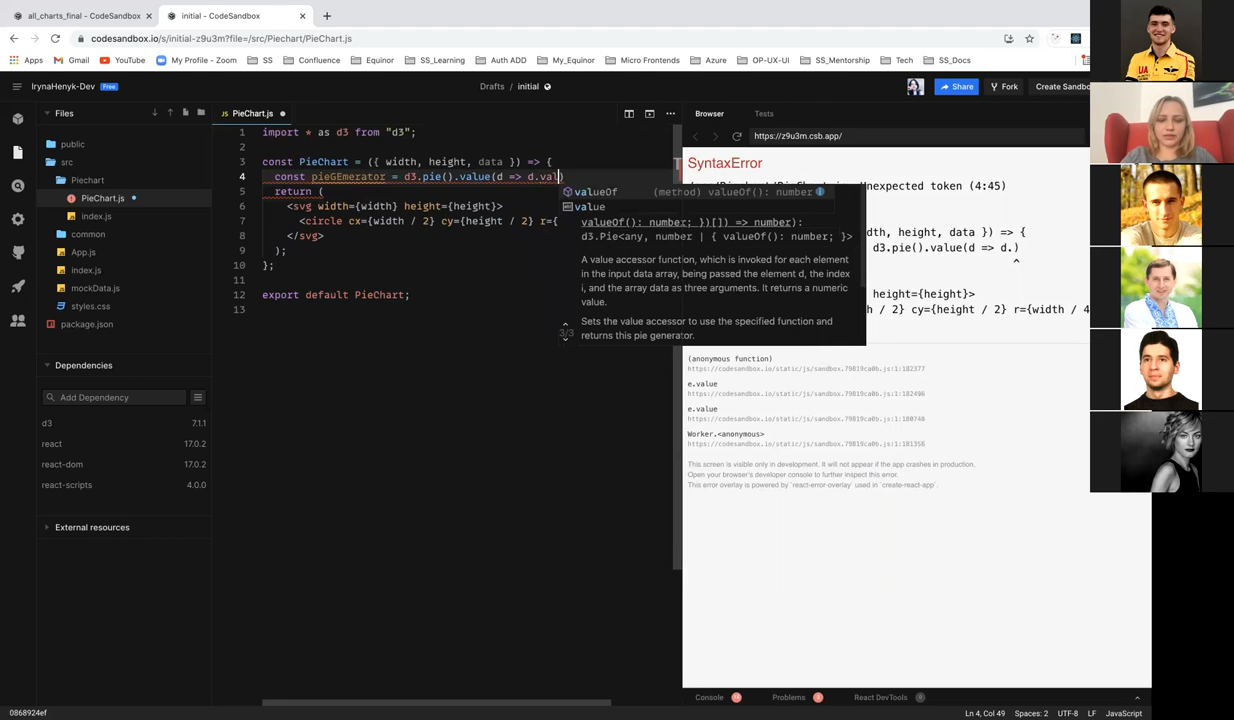 all_charts_final - CodeSandbox
initial - CodeSandbox
codesandbox.io/s/initial-z9u3m?file=/src/Piechart/PieChart.js
Apps
Gmail
YouTube
My Profile - Zoom
SS
Confluence
Equinor
SS_Learning
Auth ADD
My_Equinor
Micro Frontends
Azure
OP-UX-UI
SS_Mentorship
Tech
SS_Docs
IrynaHenyk-Dev
Free
Drafts / initial
Share
Fork
Create Sandbo
Files
public
src
Piechart
PieChart.js
index.js
common
App.js
index.js
mockData.js
styles.css
package.json
Dependencies
Add Dependency
d3 7.1.1
react 17.0.2
react-dom 17.0.2
react-scripts 4.0.0
External resources
0868924ef
PieChart.js
1 import * as d3 from "d3";
2
3 const PieChart = ({ width, height, data }) => {
4 const pieGEmerator = d3.pie().value(d => d.val)
5 return (
6 <svg width={width} height={height}>
7 <circle cx={width / 2} cy={height / 2} r={
8 </svg>
9 );
10 };
11
12 export default PieChart;
13
valueOf (method) valueOf(): number
value
valueOf(): number; })[]) => number):
d3.Pie<any, number | { valueOf(): number; }>
A value accessor function, which is invoked for each element
in the input data array, being passed the element d, the index
i, and the array data as three arguments. It returns a numeric
value.
3/3
Sets the value accessor to use the specified function and
returns this pie generator.
Browser
Tests
https://z9u3m.csb.app/
SyntaxError
nexpected token (4:45)
dth, height, data }) => {
d3.pie().value(d => d.)
^
height={height}>
h / 2} cy={height / 2} r={width / 4
(anonymous function)
https://codesandbox.io/static/js/sandbox.79819ca0b.js:1:182377
e.value
https://codesandbox.io/static/js/sandbox.79819ca0b.js:1:182496
e.value
https://codesandbox.io/static/js/sandbox.79819ca0b.js:1:180748
Worker.<anonymous>
https://codesandbox.io/static/js/sandbox.79819ca0b.js:1:181356
This screen is visible only in development. It will not appear if the app crashes in production.
Open your browser's developer console to further inspect this error.
This error overlay is powered by `react-error-overlay` used in `create-react-app`.
Console
Problems
React DevTools 0
Ln 4, Col 49
Spaces: 2
UTF-8
LF
JavaScript
UA